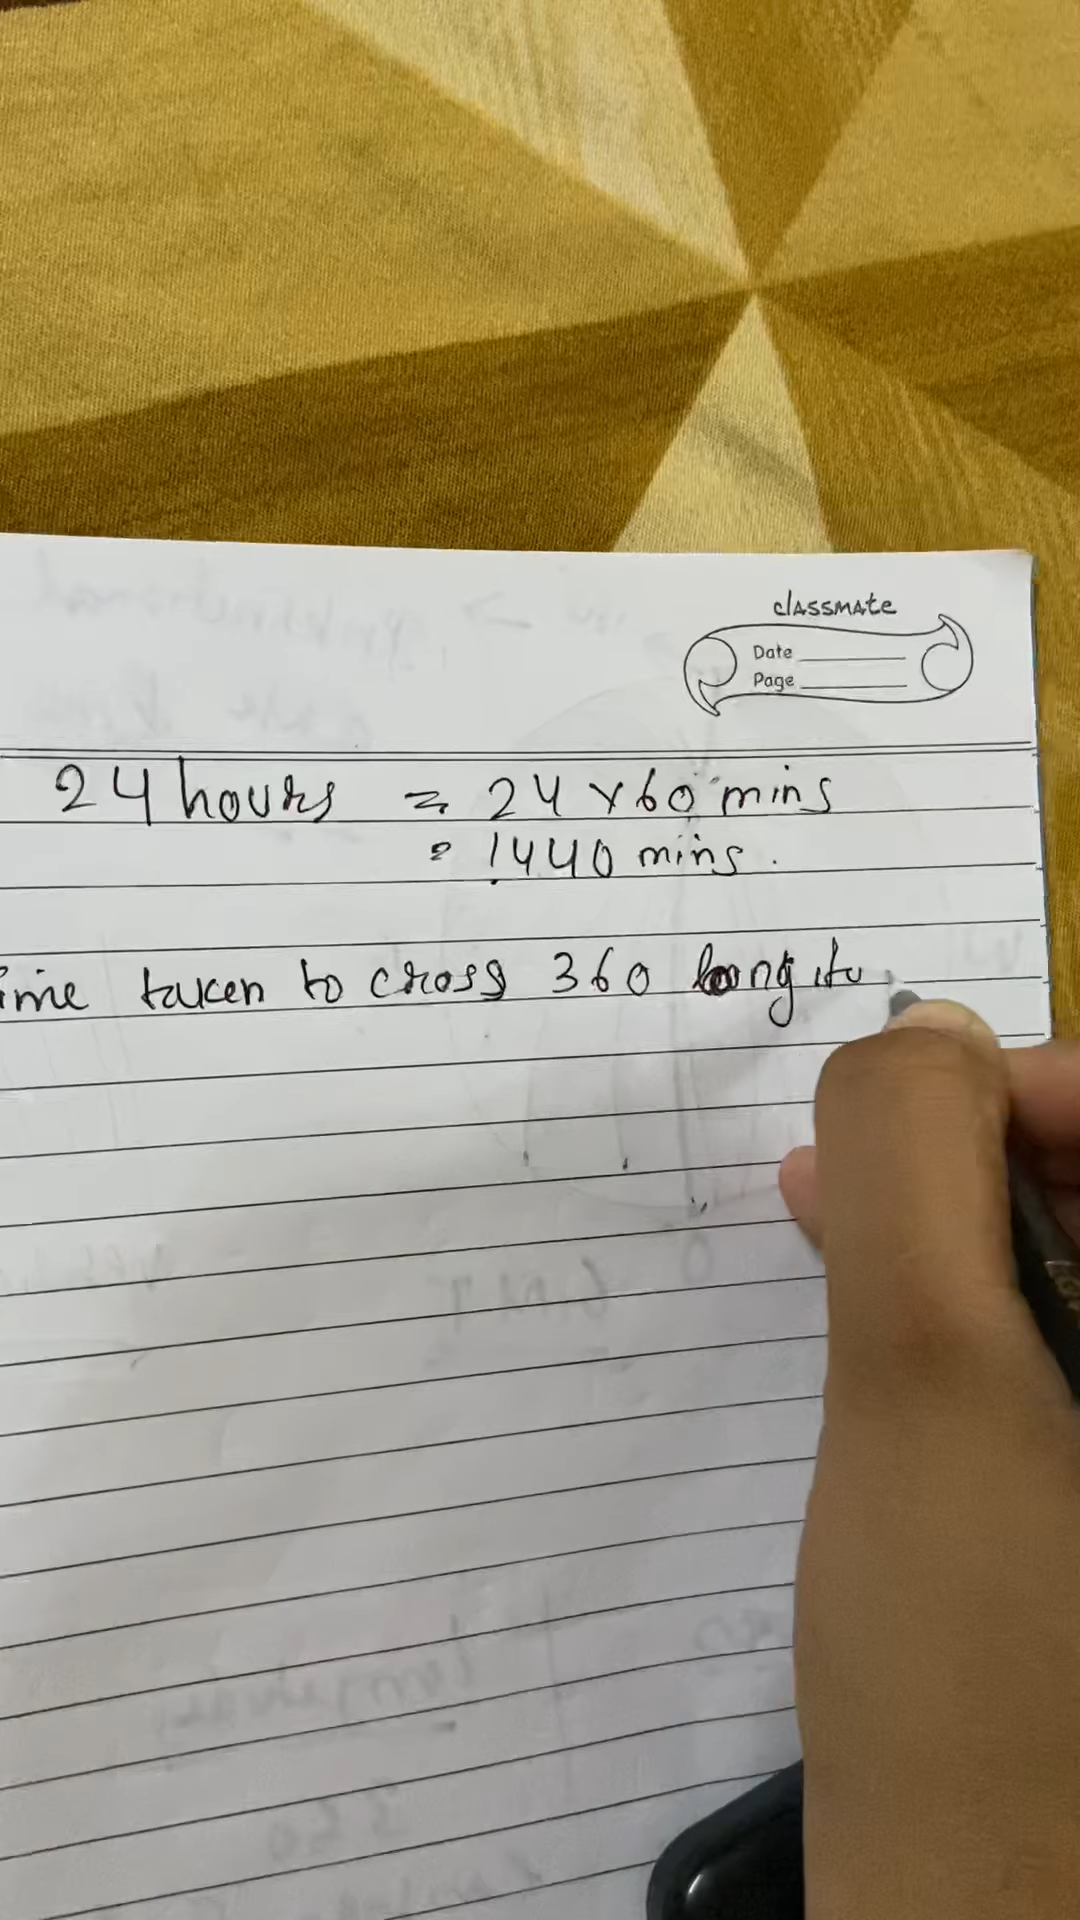 classmate
Date
Page
24 hours = 24 x 60 mins
= 1440 mins.
ime taken to cross 360 longitu